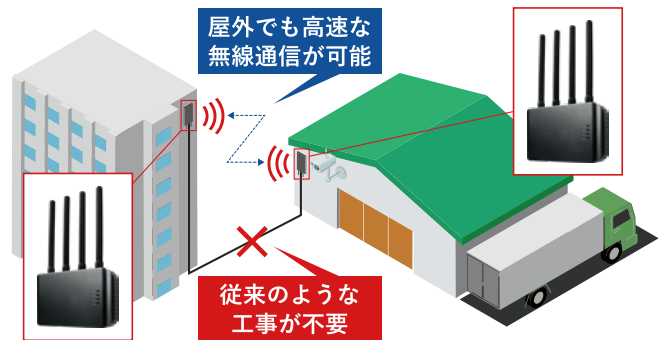 屋外でも高速な
無線通信が可能
従来のような
工事が不要